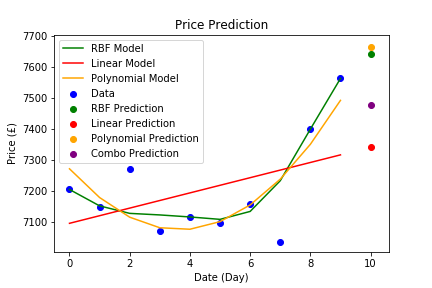 Price Prediction
7700
7600
7500
7400
7300
7200
7100
Price (£)
RBF Model
Linear Model
Polynomial Model
Data
RBF Prediction
Linear Prediction
Polynomial Prediction
Combo Prediction
0 2 4 6 8 10
Date (Day)